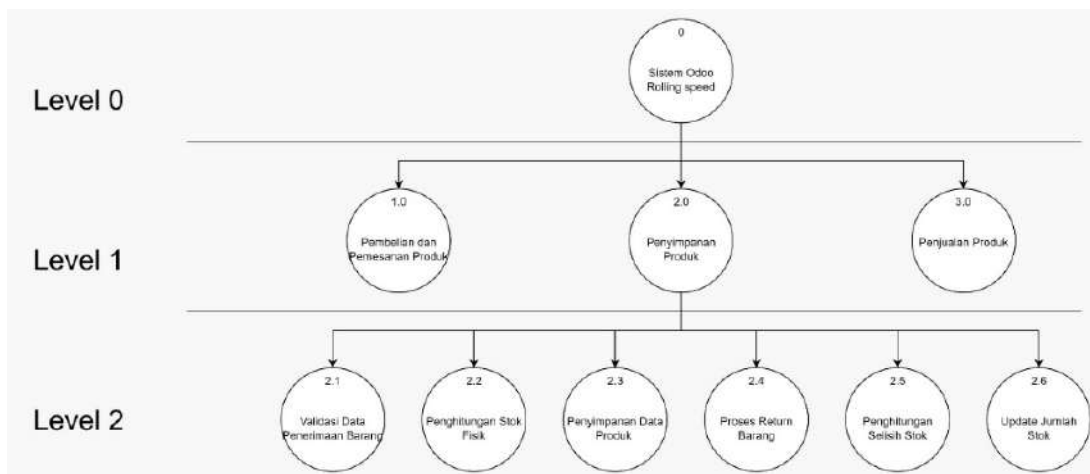 0
Sistem Odoo
Rolling speed
Level 0
1.0
Pembelian dan
Pemesanan Produk
2.0
Penyimpanan
Produk
3.0
Penjualan Produk
Level 1
2.1
Validasi Data
Penerimaan Barang
2.2
Penghitungan Stok
Fisik
2.3
Penyimpanan Data
Produk
2.4
Proses Return
Barang
2.5
Penghitungan
Selisih Stok
2.6
Update Jumlah
Stok
Level 2